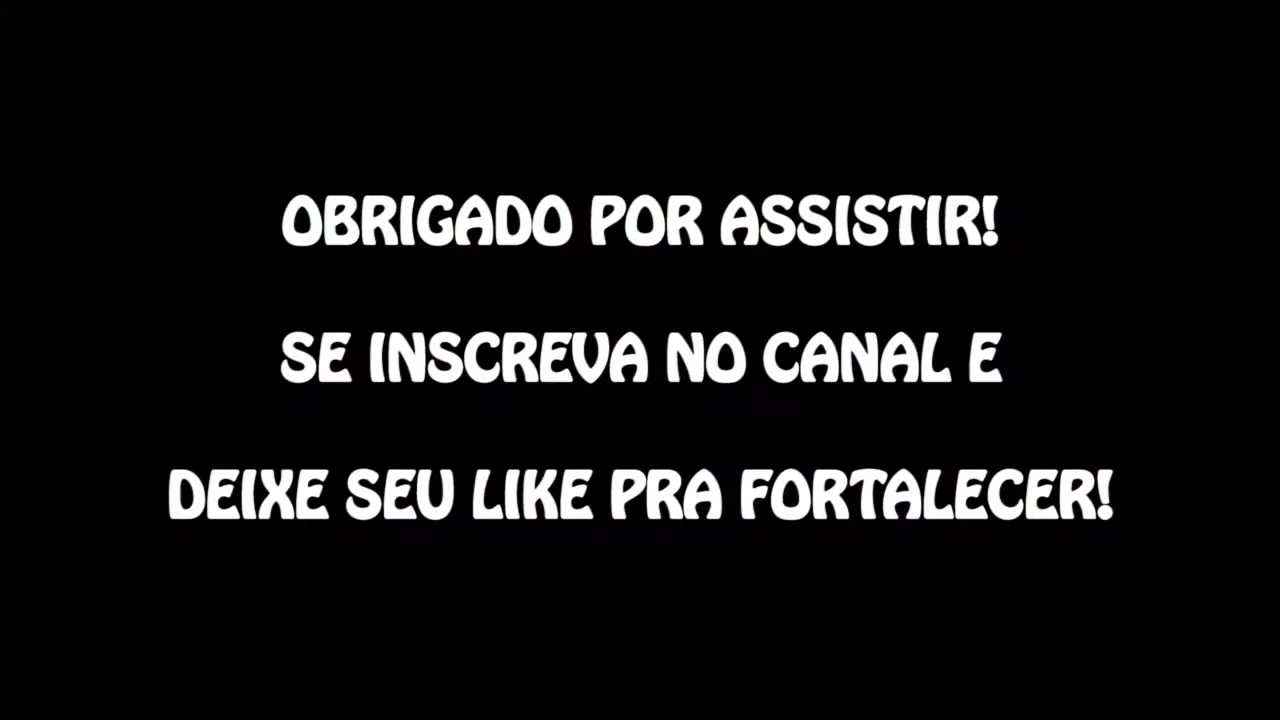 OBRIGADO POR ASSISTIR!
SE INSCREVA NO CANAL E
DEIXE SEU LIKE PRA FORTALECER!